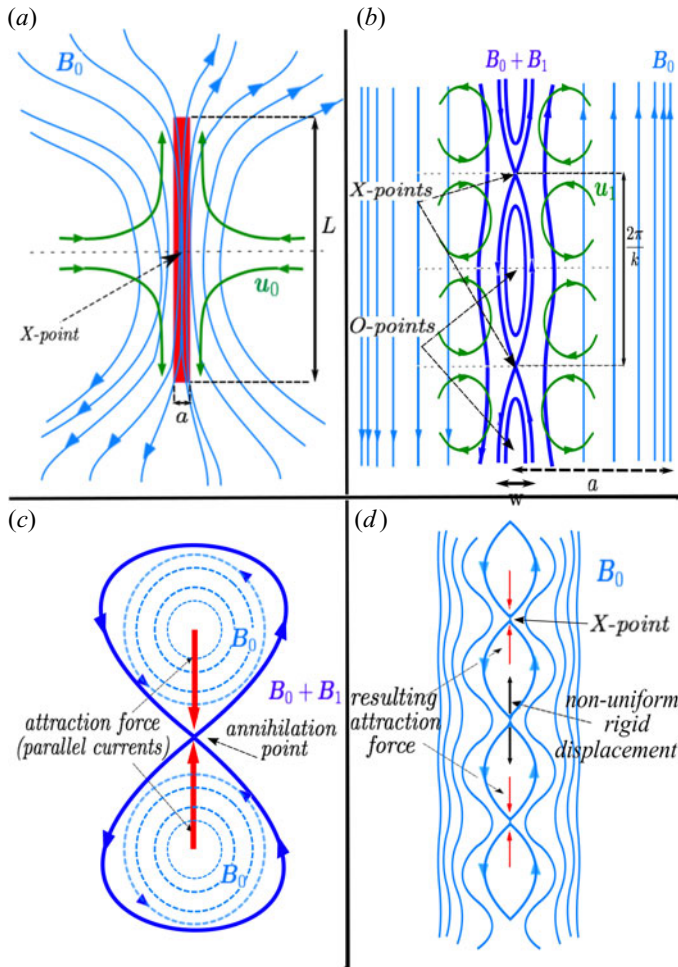 (a)
B₀
L
u₀
X-point
a
(b)
B₀ + B₁
B₀
X-points
u₁
2π
k
O-points
a
w
(c)
B₀
B₀ + B₁
attraction force
(parallel currents)
annihilation
point
B₀
(d)
B₀
X-point
resulting
attraction
force
non-uniform
rigid
displacement